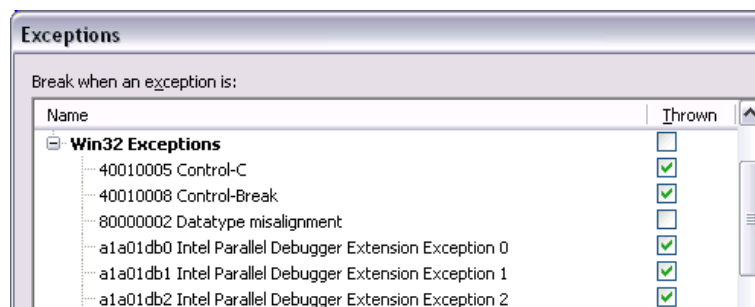 Exceptions
Break when an exception is:
Name Thrown
Win32 Exceptions
40010005 Control-C
40010008 Control-Break
80000002 Datatype misalignment
a1a01db0 Intel Parallel Debugger Extension Exception 0
a1a01db1 Intel Parallel Debugger Extension Exception 1
a1a01db2 Intel Parallel Debugger Extension Exception 2